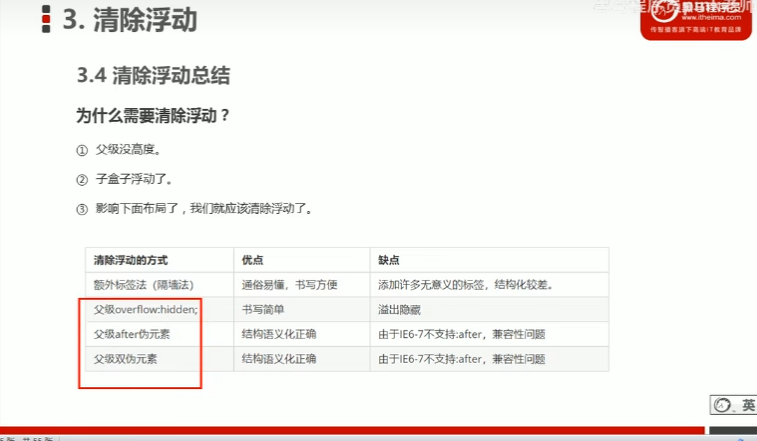 3. 清除浮动
www.itheima.com
传智播客旗下高端IT教育品牌
3.4 清除浮动总结
为什么需要清除浮动？
① 父级没高度。
② 子盒子浮动了。
③ 影响下面布局了，我们就应该清除浮动了。
清除浮动的方式 优点 缺点
额外标签法（隔墙法） 通俗易懂，书写方便 添加许多无意义的标签，结构化较差。
父级overflow:hidden; 书写简单 溢出隐藏
父级after伪元素 结构语义化正确 由于IE6-7不支持:after，兼容性问题
父级双伪元素 结构语义化正确 由于IE6-7不支持:after，兼容性问题
英